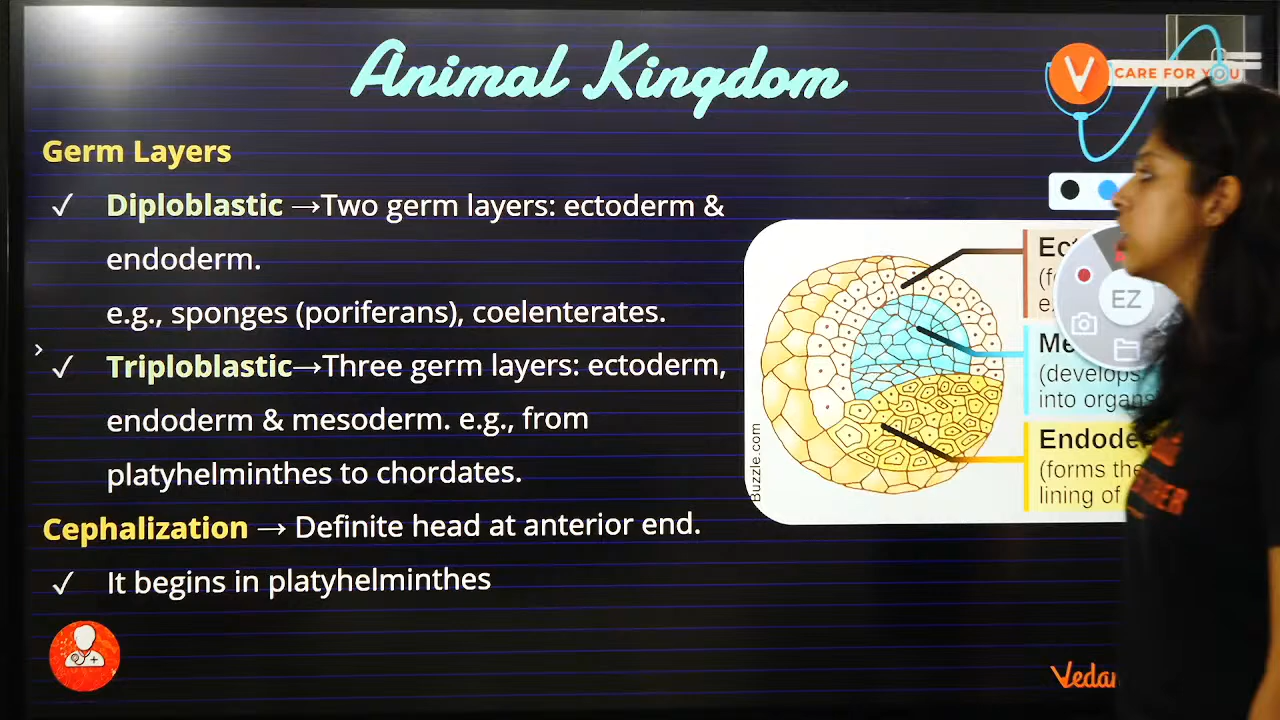 Animal Kingdom
CARE FOR YOU
Germ Layers
✓ Diploblastic →Two germ layers: ectoderm &
endoderm.
e.g., sponges (poriferans), coelenterates.
✓ Triploblastic→Three germ layers: ectoderm,
endoderm & mesoderm. e.g., from
platyhelminthes to chordates.
Cephalization → Definite head at anterior end.
✓ It begins in platyhelminthes
EZ
(develops
into organs
(forms the
lining of
Buzzle.com